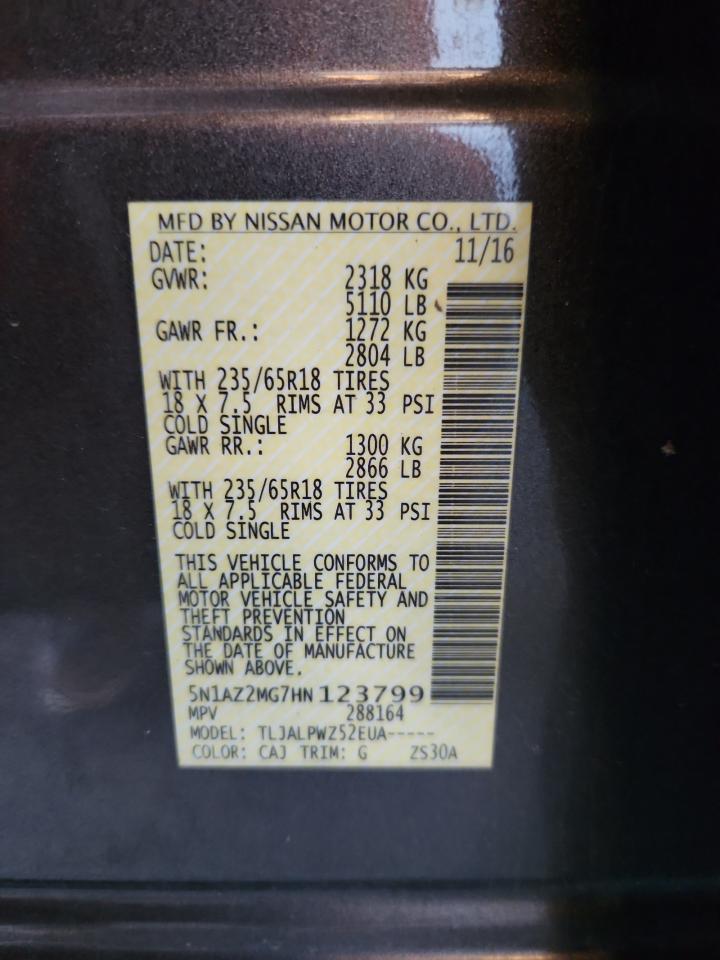 MFD BY NISSAN MOTOR CO., LTD.
DATE: 11/16
GVWR: 2318 KG
5110 LB
GAWR FR.: 1272 KG
2804 LB
WITH 235/65R18 TIRES
18 X 7.5 RIMS AT 33 PSI
COLD SINGLE
GAWR RR.: 1300 KG
2866 LB
WITH 235/65R18 TIRES
18 X 7.5 RIMS AT 33 PSI
COLD SINGLE
THIS VEHICLE CONFORMS TO
ALL APPLICABLE FEDERAL
MOTOR VEHICLE SAFETY AND
THEFT PREVENTION
STANDARDS IN EFFECT ON
THE DATE OF MANUFACTURE
SHOWN ABOVE.
5N1AZ2MG7HN 123799
MPV 288164
MODEL: TLJALPWZ52EUA-----
COLOR: CAJ TRIM: G ZS30A